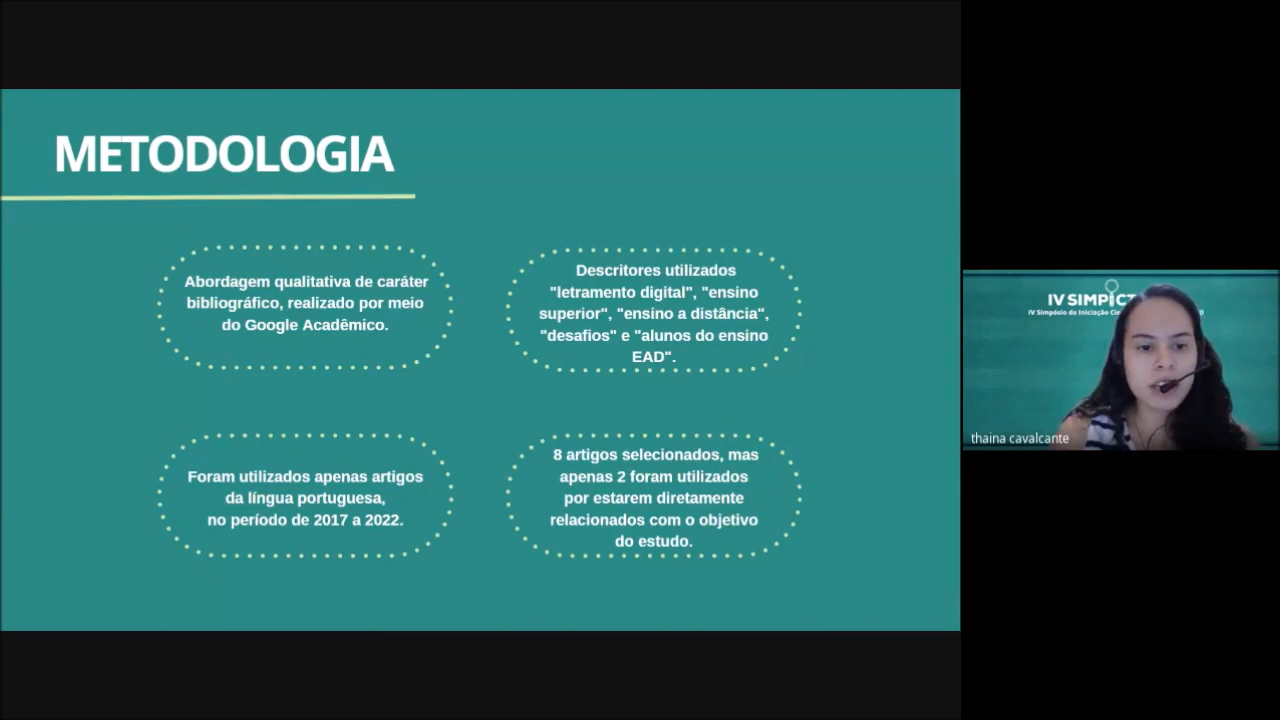 METODOLOGIA
Abordagem qualitativa de caráter
bibliográfico, realizado por meio
do Google Acadêmico.
Descritores utilizados
"letramento digital", "ensino
superior", "ensino a distância",
"desafios" e "alunos do ensino
EAD".
Foram utilizados apenas artigos
da língua portuguesa,
no período de 2017 a 2022.
8 artigos selecionados, mas
apenas 2 foram utilizados
por estarem diretamente
relacionados com o objetivo
do estudo.
IV SIMPICT
IV Simpósio de Iniciação
thaina cavalcante